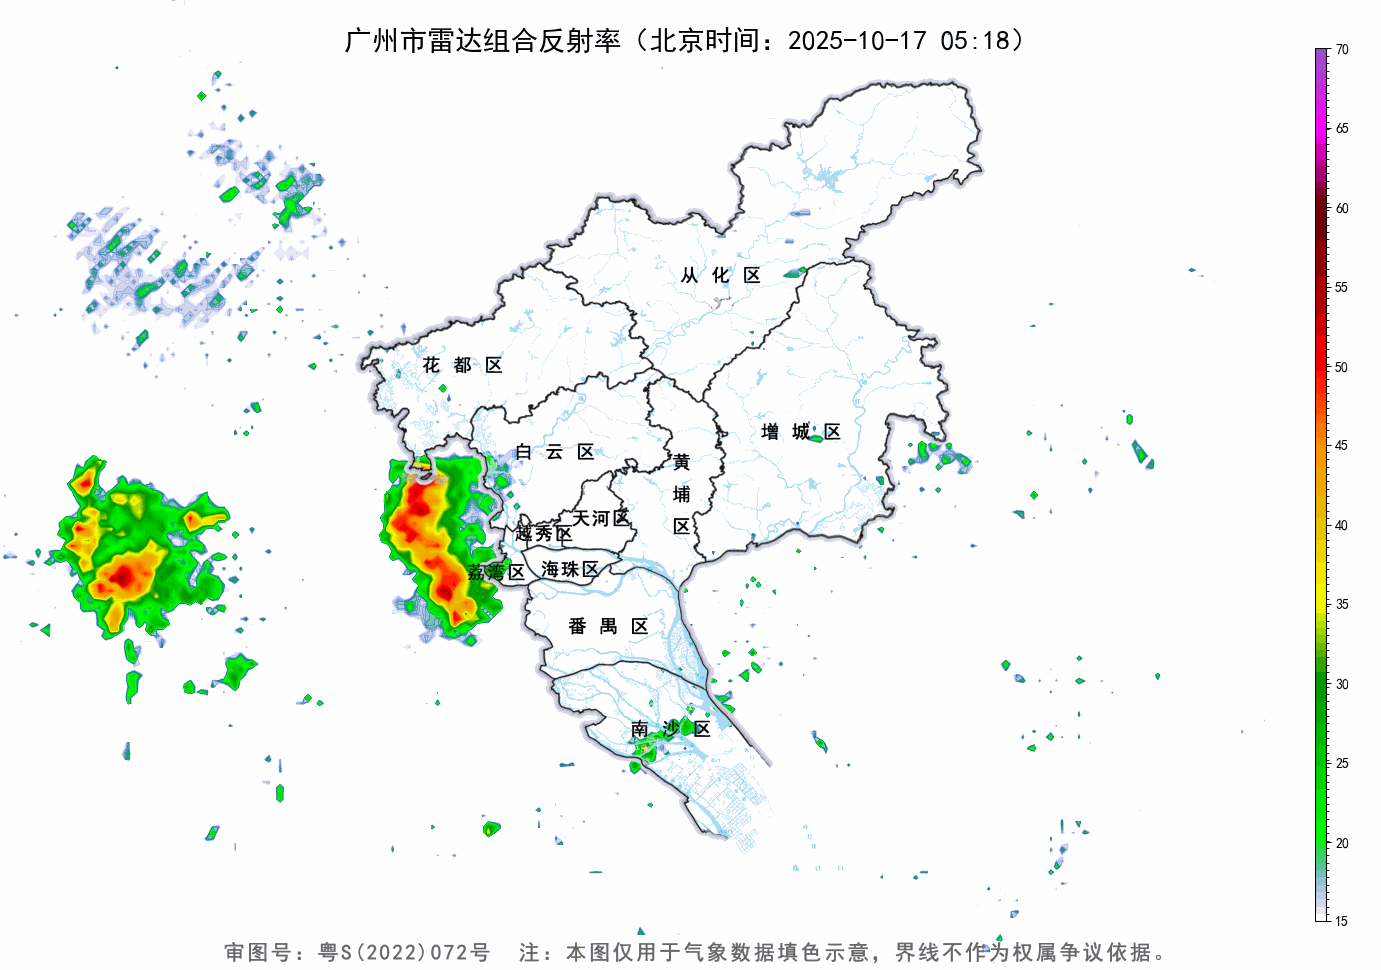 广州市雷达组合反射率（北京时间：2025-10-17 05:18）
70
65
60
55
50
45
40
35
30
25
20
15
从化区
花都区
增城区
白云区
黄埔区
天河区
越秀区
荔湾区
海珠区
番禺区
南沙区
审图号：粤S(2022)072号 注：本图仅用于气象数据填色示意，界线不作为权属争议依据。